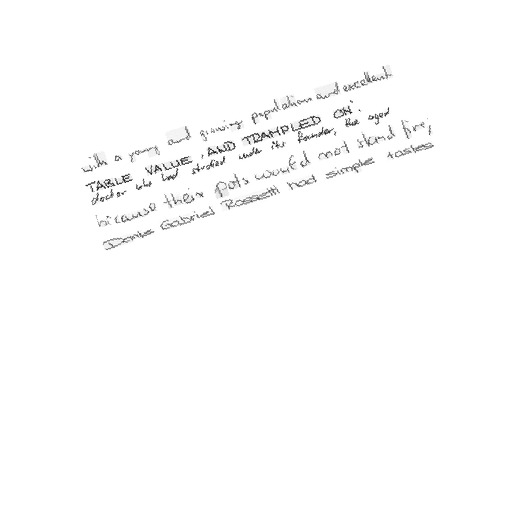 with a young and growing population and excellent
TABLE VALUE, AND TRAMPLED ON.
doctor who had studied under its founder, the aged
because their pots would not stand fire,
Dante Gabriel Rossetti had simple tastes